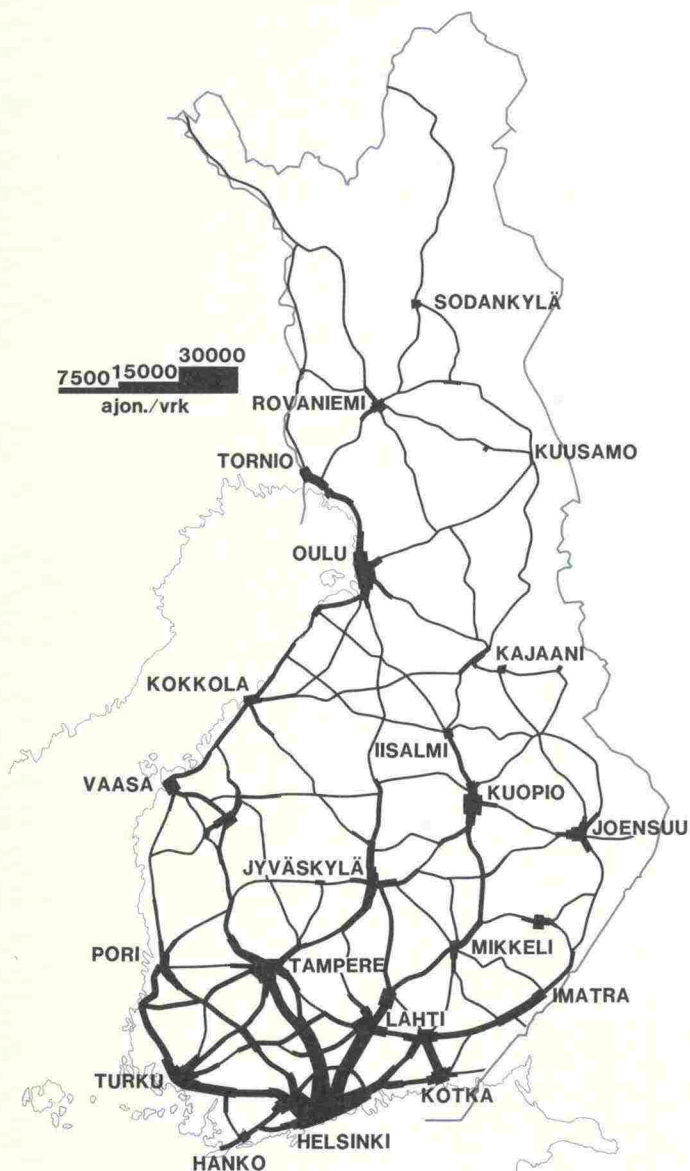 SODANKYLÄ
7500 15000 30000
ajon./vrk
ROVANIEMI
KUUSAMO
TORNIO
OULU
KAJAANI
KOKKOLA
IISALMI
VAASA
KUOPIO
JOENSUU
JYVÄSKYLÄ
PORI
TAMPERE
MIKKELI
IMATRA
LAHTI
TURKU
KOTKA
HELSINKI
HANKO